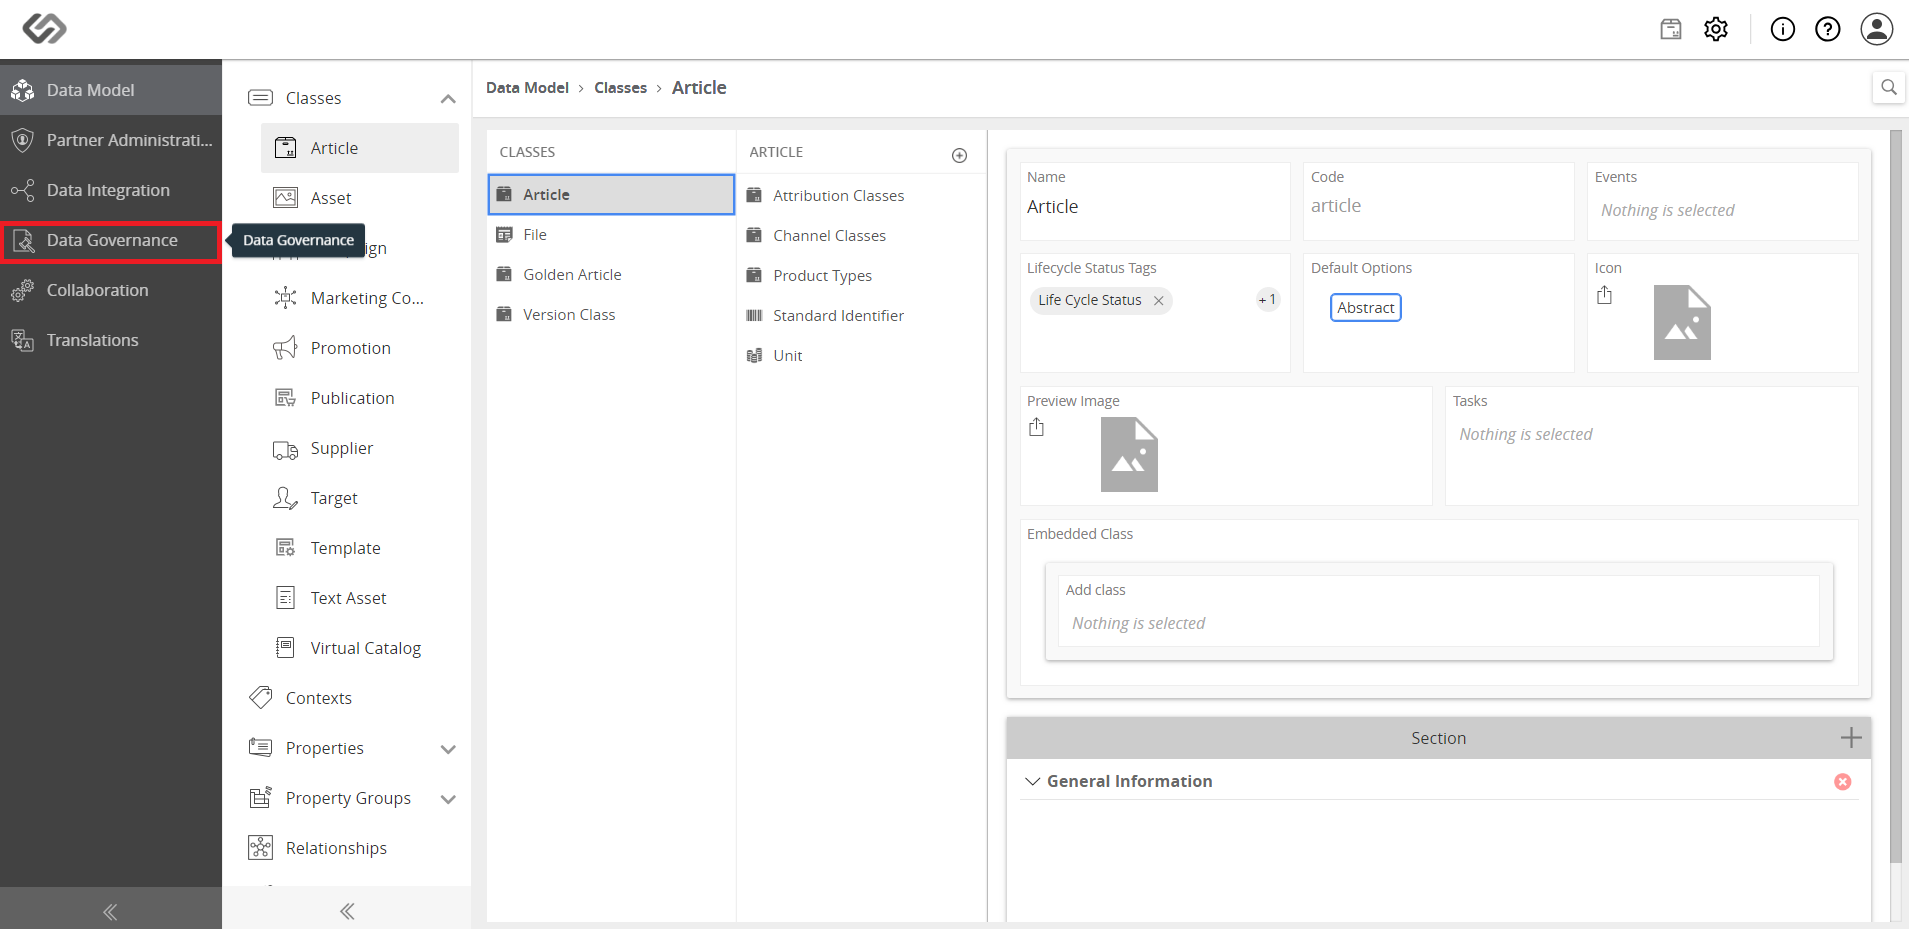 Data Model
Partner Administrati...
Data Integration
Data Governance
Collaboration
Translations
Data Governance
Classes
Article
Asset
ign
Marketing Co...
Promotion
Publication
Supplier
Target
Template
Text Asset
Virtual Catalog
Contexts
Properties
Property Groups
Relationships
Data Model › Classes › Article
CLASSES
Article
File
Golden Article
Version Class
ARTICLE
Attribution Classes
Channel Classes
Product Types
Standard Identifier
Unit
Name
Article
Code
article
Events
Nothing is selected
Lifecycle Status Tags
Life Cycle Status
+1
Default Options
Abstract
Icon
Preview Image
Tasks
Nothing is selected
Embedded Class
Add class
Nothing is selected
Section
General Information